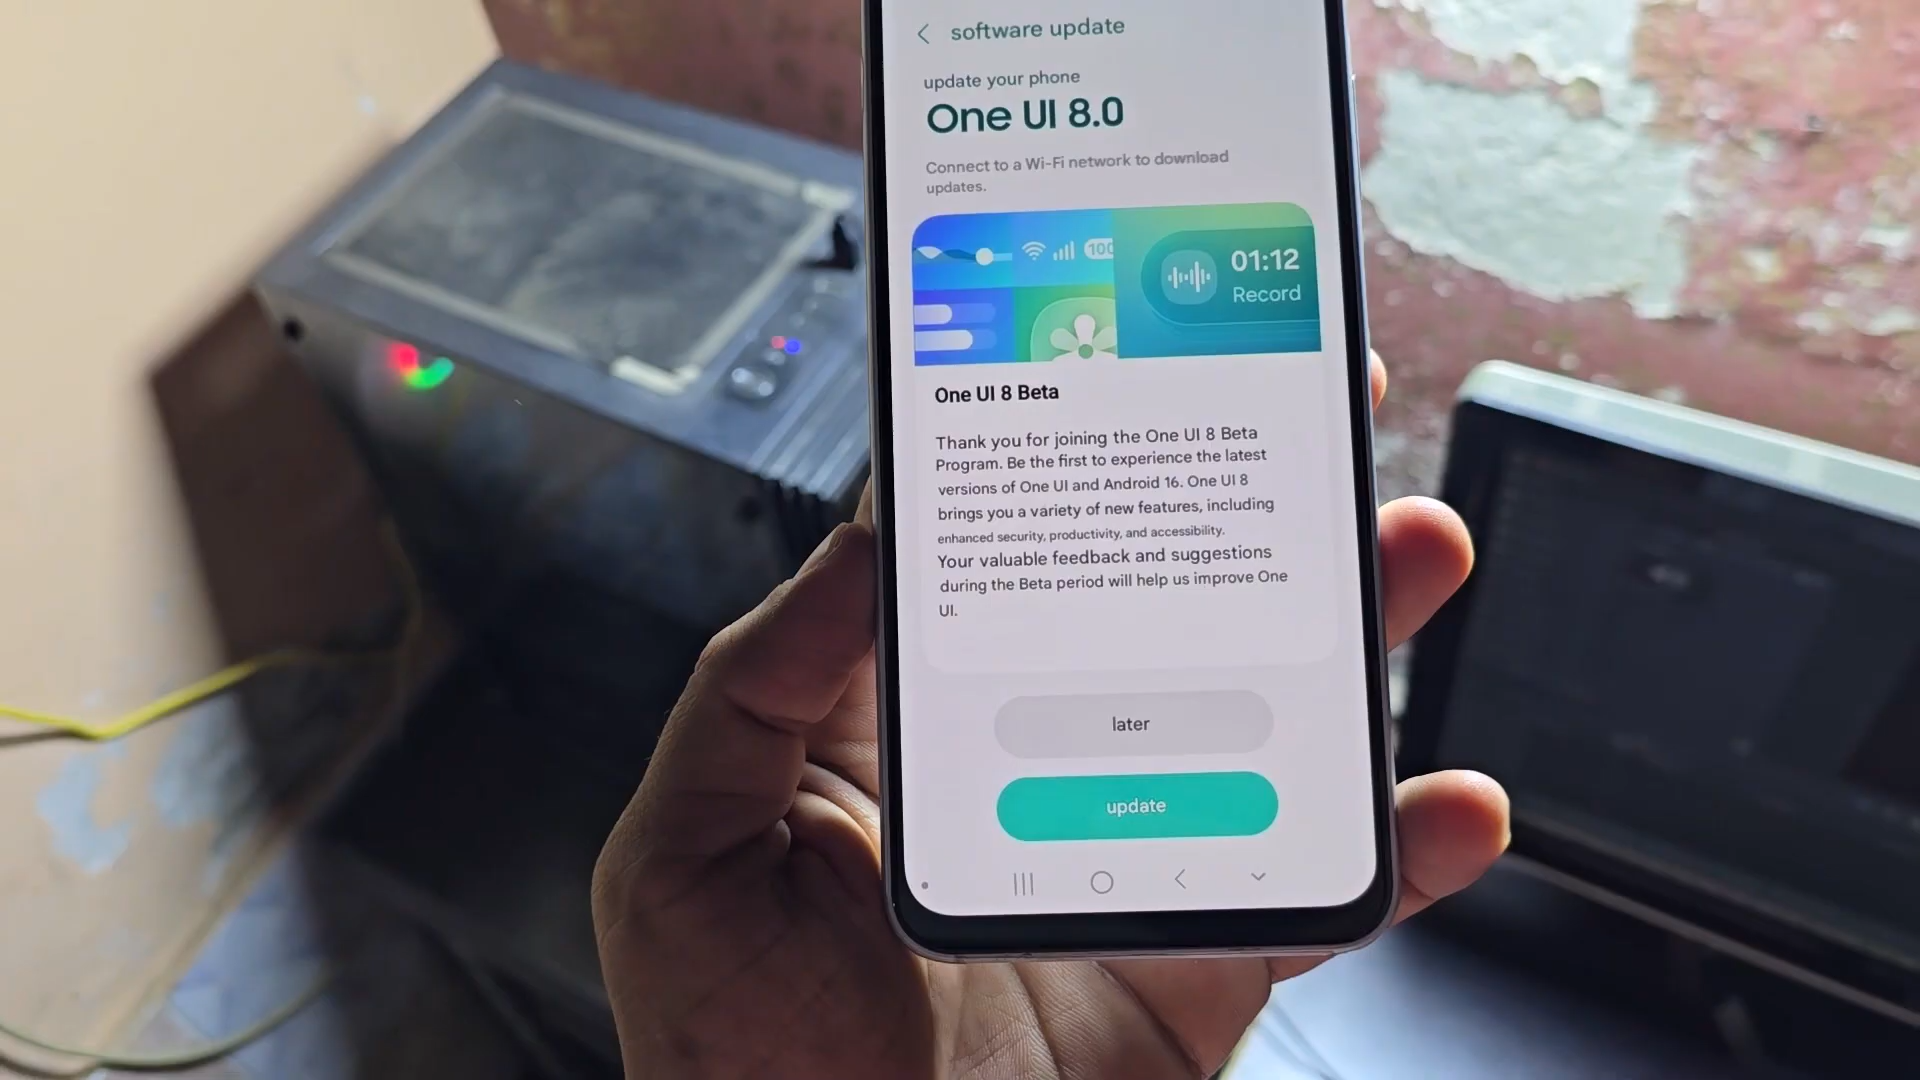 software update
update your phone
One UI 8.0
Connect to a Wi-Fi network to download
updates.
100
01:12
Record
One UI 8 Beta
Thank you for joining the One UI 8 Beta
Program. Be the first to experience the latest
versions of One UI and Android 16. One UI 8
brings you a variety of new features, including
enhanced security, productivity, and accessibility.
Your valuable feedback and suggestions
during the Beta period will help us improve One
UI.
later
update